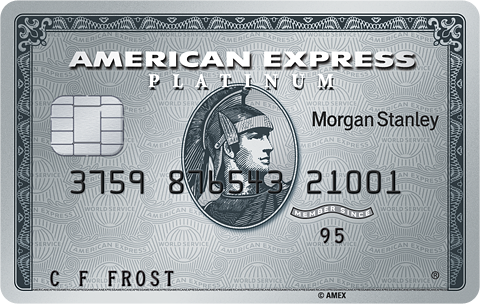 AMERICAN EXPRESS
PLATINUM
Morgan Stanley
3759 876543 21001
MEMBER SINCE
95
C F FROST
®
© AMEX